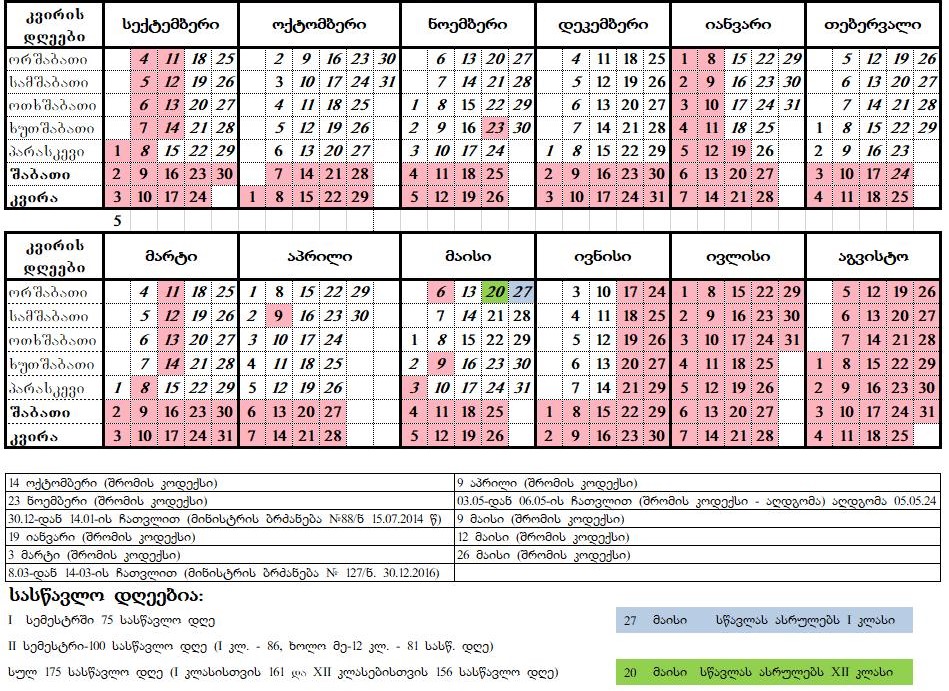 კვირის დღეები სექტემბერი ოქტომბერი ნოემბერი დეკემბერი იანვარი თებერვალი
ორშაბათი 4 11 18 25 2 9 16 23 30 6 13 20 27 4 11 18 25 1 8 15 22 29 5 12 19 26
სამშაბათი 5 12 19 26 3 10 17 24 31 7 14 21 28 5 12 19 26 2 9 16 23 30 6 13 20 27
ოთხშაბათი 6 13 20 27 4 11 18 25 1 8 15 22 29 6 13 20 27 3 10 17 24 31 7 14 21 28
ხუთშაბათი 7 14 21 28 5 12 19 26 2 9 16 23 30 7 14 21 28 4 11 18 25 1 8 15 22 29
პარასკევი 1 8 15 22 29 6 13 20 27 3 10 17 24 1 8 15 22 29 5 12 19 26 2 9 16 23
შაბათი 2 9 16 23 30 7 14 21 28 4 11 18 25 2 9 16 23 30 6 13 20 27 3 10 17 24
კვირა 3 10 17 24 1 8 15 22 29 5 12 19 26 3 10 17 24 31 7 14 21 28 4 11 18 25
5
კვირის დღეები მარტი აპრილი მაისი ივნისი ივლისი აგვისტო
ორშაბათი 4 11 18 25 1 8 15 22 29 6 13 20 27 3 10 17 24 1 8 15 22 29 5 12 19 26
სამშაბათი 5 12 19 26 2 9 16 23 30 7 14 21 28 4 11 18 25 2 9 16 23 30 6 13 20 27
ოთხშაბათი 6 13 20 27 3 10 17 24 1 8 15 22 29 5 12 19 26 3 10 17 24 31 7 14 21 28
ხუთშაბათი 7 14 21 28 4 11 18 25 2 9 16 23 30 6 13 20 27 4 11 18 25 1 8 15 22 29
პარასკევი 1 8 15 22 29 5 12 19 26 3 10 17 24 31 7 14 21 29 5 12 19 26 2 9 16 23 30
შაბათი 2 9 16 23 30 6 13 20 27 4 11 18 25 1 8 15 22 29 6 13 20 27 3 10 17 24 31
კვირა 3 10 17 24 31 7 14 21 28 5 12 19 26 2 9 16 23 30 7 14 21 28 4 11 18 25
14 ოქტომბერი (შრომის კოდექსი) 9 აპრილი (შრომის კოდექსი)
23 ნოემბერი (შრომის კოდექსი) 03.05-დან 06.05-ის ჩათვლით (შრომის კოდექსი - აღდგომა) აღდგომა 05.05.24
30.12-დან 14.01-ის ჩათვლით (მინისტრის ბრძანება №88/ნ 15.07.2014 წ) 9 მაისი (შრომის კოდექსი)
19 იანვარი (შრომის კოდექსი) 12 მაისი (შრომის კოდექსი)
3 მარტი (შრომის კოდექსი) 26 მაისი (შრომის კოდექსი)
8.03-დან 14-03-ის ჩათვლით (მინისტრის ბრძანება № 127/ნ. 30.12.2016)
სასწავლო დღეებია:
I სემესტრში 75 სასწავლო დღე 27 მაისი სწავლას ასრულებს I კლასი
II სემესტრი-100 სასწავლო დღე (I კლ. - 86, ხოლო მე-12 კლ. - 81 სასწ. დღე)
სულ 175 სასწავლო დღე (I კლასისთვის 161 და XII კლასებისთვის 156 სასწავლო დღე) 20 მაისი სწავლას ასრულებს XII კლასი